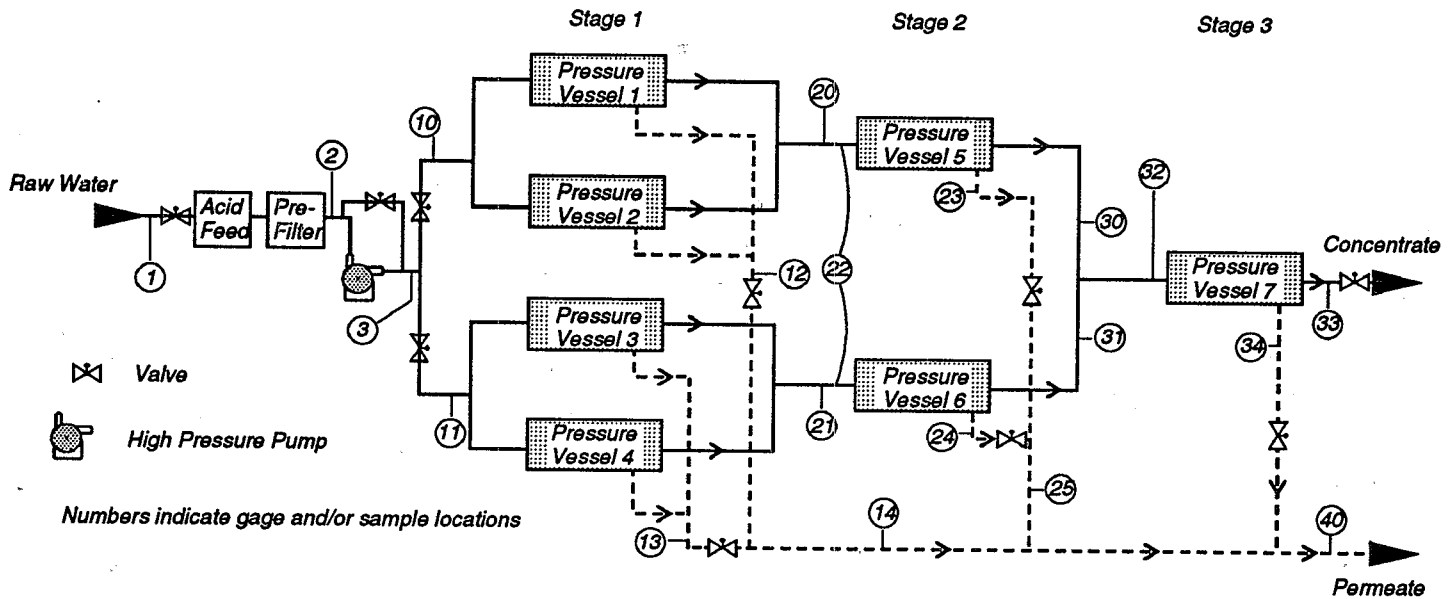 Stage 1
Stage 2
Stage 3
Pressure
Vessel 1
20
Pressure
Vessel 5
10
2
32
Raw Water
Acid
Feed
Pre-
Filter
Pressure
Vessel 2
23
30
Concentrate
1
12
22
Pressure
Vessel 7
3
Pressure
Vessel 3
33
31
34
Valve
Pressure
Vessel 6
11
21
24
High Pressure Pump
Pressure
Vessel 4
25
Numbers indicate gage and/or sample locations
13
14
40
Permeate